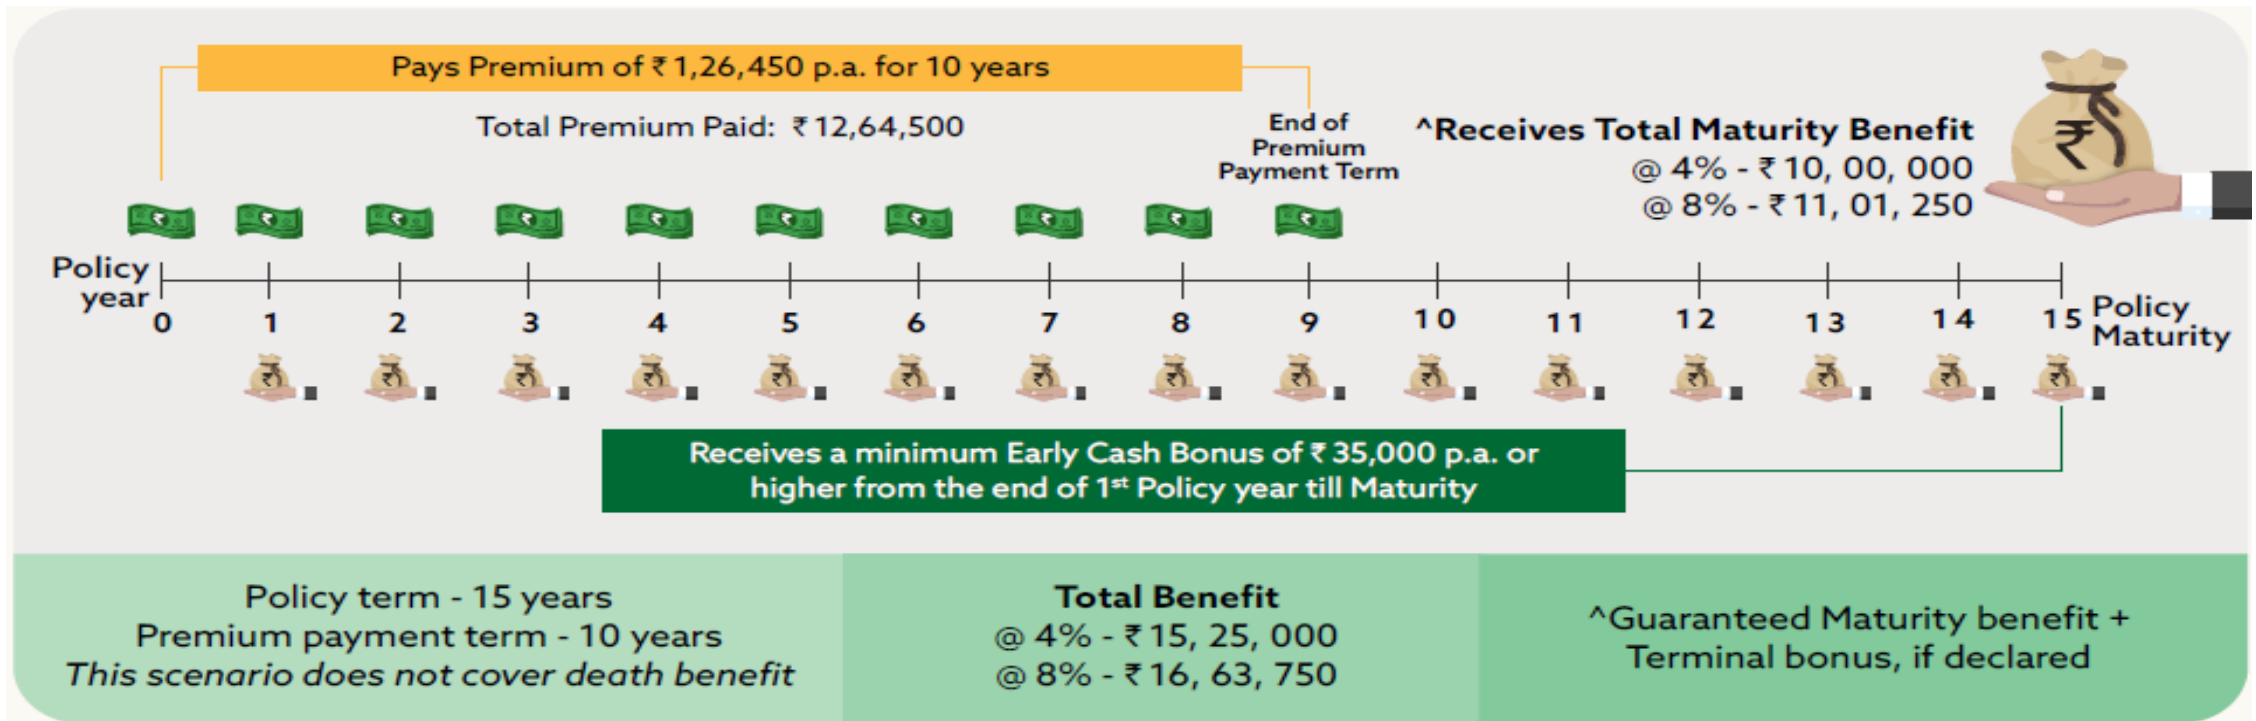 Pays Premium of ₹ 1,26,450 p.a. for 10 years
Total Premium Paid: ₹ 12,64,500
End of
Premium
Payment Term
^Receives Total Maturity Benefit
@ 4% - ₹ 10, 00, 000
@ 8% - ₹ 11, 01, 250
₹
₹ ₹ ₹ ₹ ₹ ₹ ₹ ₹ ₹ ₹
Policy
year
0 1 2 3 4 5 6 7 8 9 10 11 12 13 14 15
Policy
Maturity
₹ ₹ ₹ ₹ ₹ ₹ ₹ ₹ ₹ ₹ ₹ ₹ ₹ ₹ ₹
Receives a minimum Early Cash Bonus of ₹ 35,000 p.a. or
higher from the end of 1st Policy year till Maturity
Policy term - 15 years
Premium payment term - 10 years
This scenario does not cover death benefit
Total Benefit
@ 4% - ₹ 15, 25, 000
@ 8% - ₹ 16, 63, 750
^Guaranteed Maturity benefit +
Terminal bonus, if declared